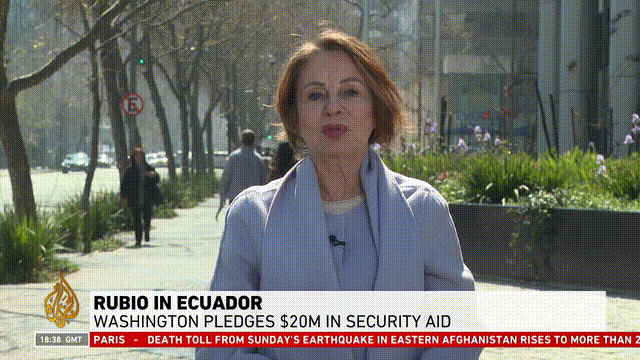 RUBIO IN ECUADOR
WASHINGTON PLEDGES $20M IN SECURITY AID
18:38 GMT
PARIS - DEATH TOLL FROM SUNDAY'S EARTHQUAKE IN EASTERN AFGHANISTAN RISES TO MORE THAN